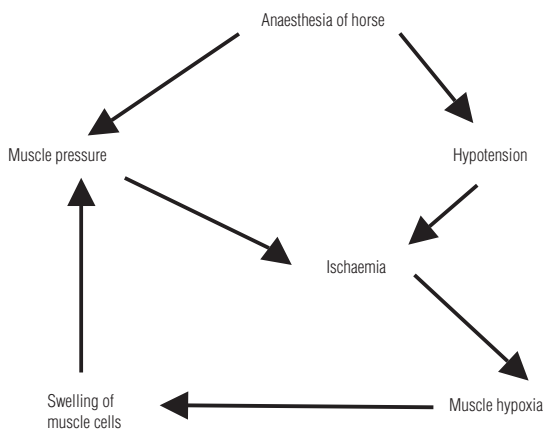 Anaesthesia of horse
Muscle pressure
Hypotension
Ischaemia
Swelling of
muscle cells
Muscle hypoxia